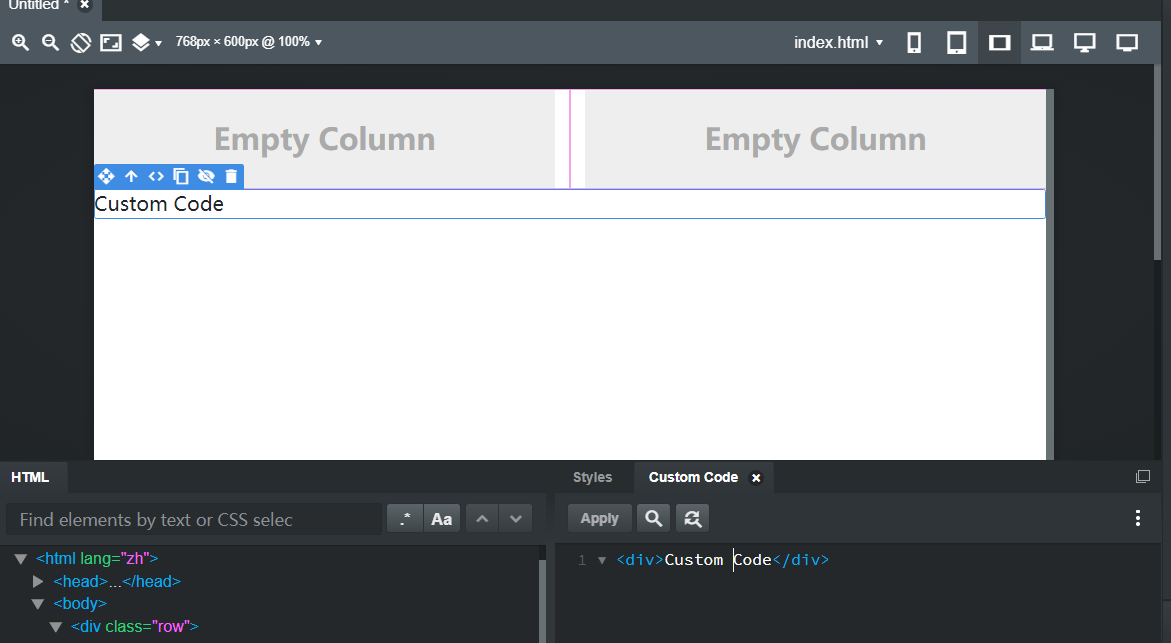 Untitled *
768px × 600px @ 100%
index.html
Empty Column
Empty Column
Custom Code
HTML
Styles
Custom Code
Find elements by text or CSS selec
.*
Aa
Apply
<html lang="zh">
<head>...</head>
<body>
<div class="row">
1 <div>Custom Code</div>